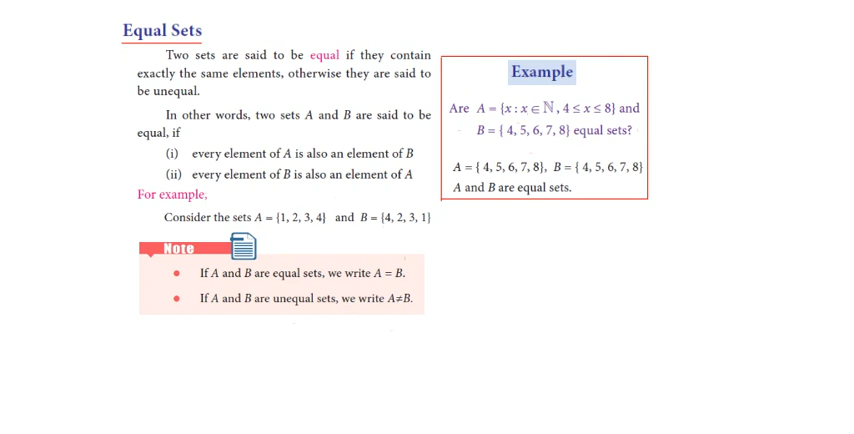 Equal Sets
Two sets are said to be equal if they contain
exactly the same elements, otherwise they are said to
be unequal.
In other words, two sets A and B are said to be
equal, if
(i) every element of A is also an element of B
(ii) every element of B is also an element of A
For example,
Consider the sets A = {1, 2, 3, 4} and B = {4, 2, 3, 1}
Note
• If A and B are equal sets, we write A = B.
• If A and B are unequal sets, we write A≠B.
Example
Are A = {x : x ∈ ℕ, 4 ≤ x ≤ 8} and
B = { 4, 5, 6, 7, 8} equal sets?
A = { 4, 5, 6, 7, 8}, B = { 4, 5, 6, 7, 8}
A and B are equal sets.